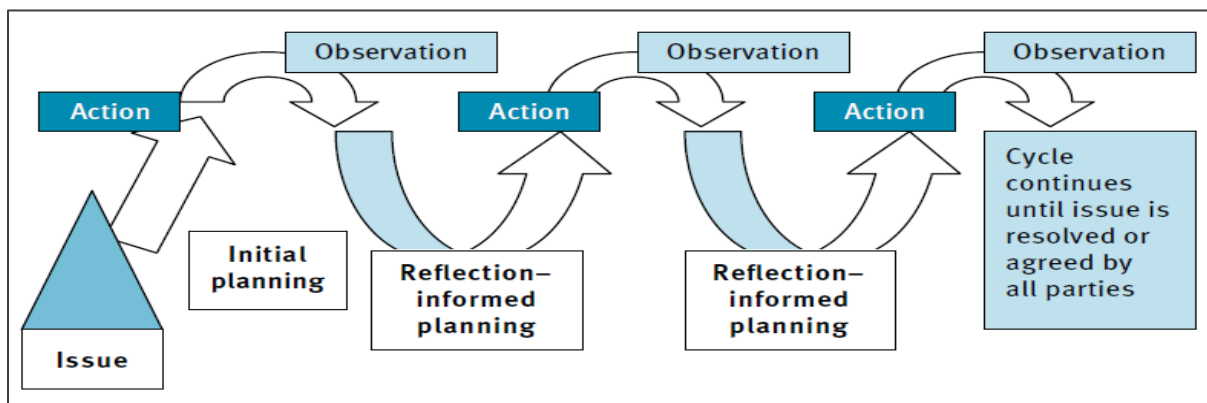 Observation
Observation
Observation
Action
Action
Action
Cycle
continues
until issue is
resolved or
agreed by
all parties
Initial
planning
Reflection–
informed
planning
Reflection–
informed
planning
Issue